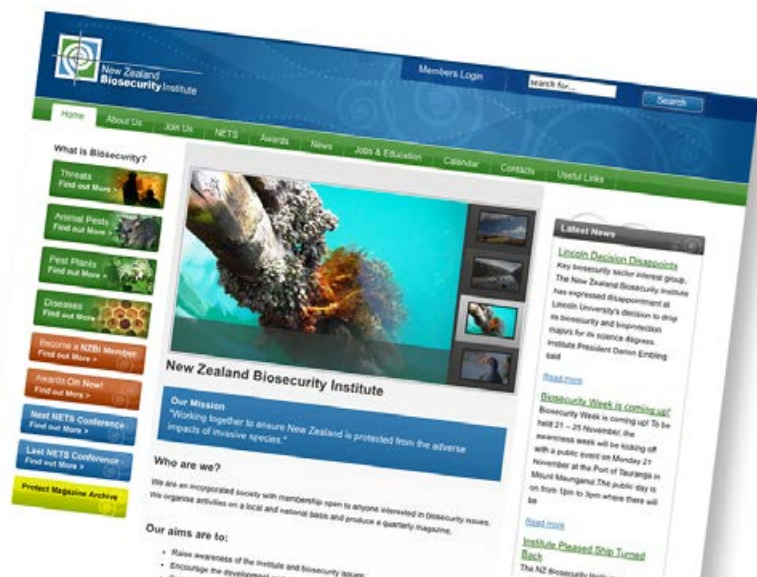 New Zealand
Biosecurity Institute
Members Login
search for...
Search
Home
About Us
Join Us
NETS
Awards
News
Jobs & Education
Calandar
Contacts
Useful Links
What is Biosecurity?
Threats
Find out More >
Animal Pests
Find out More >
Pest Plants
Find out More >
Diseases
Find out More >
Become a NZBI Member
Find out More >
Awards On Now!
Find out More >
Next NETS Conference
Find out More >
Last NETS Conference
Find out More >
Protect Magazine Archive
New Zealand Biosecurity Institute
Our Mission
"Working together to ensure New Zealand is protected from the adverse
impacts of invasive species."
Who are we?
We are an incorporated society with membership open to anyone interested in biosecurity issues.
We organise activities on a local and national basis and produce a quarterly magazine.
Our aims are to:
• Raise awareness of the Institute and biosecurity issues;
• Encourage the development and
Latest News
Lincoln Decision Disappoints
Key biosecurity sector interest group,
The New Zealand Biosecurity Institute
has expressed disappointment at
Lincoln University's decision to drop
its biosecurity and bioprotection
majors for its science degrees.
Institute President Darion Embling
said
Read more
Biosecurity Week is coming up!
Biosecurity Week is coming up! To be
held 21 – 25 November, the
awareness week will be kicking off
with a public event on Monday 21
November at the Port of Tauranga in
Mount Maunganui.The public day is
on from 1pm to 3pm where there will
be
Read more
Institute Pleased Ship Turned
Back
The NZ Biosecurity